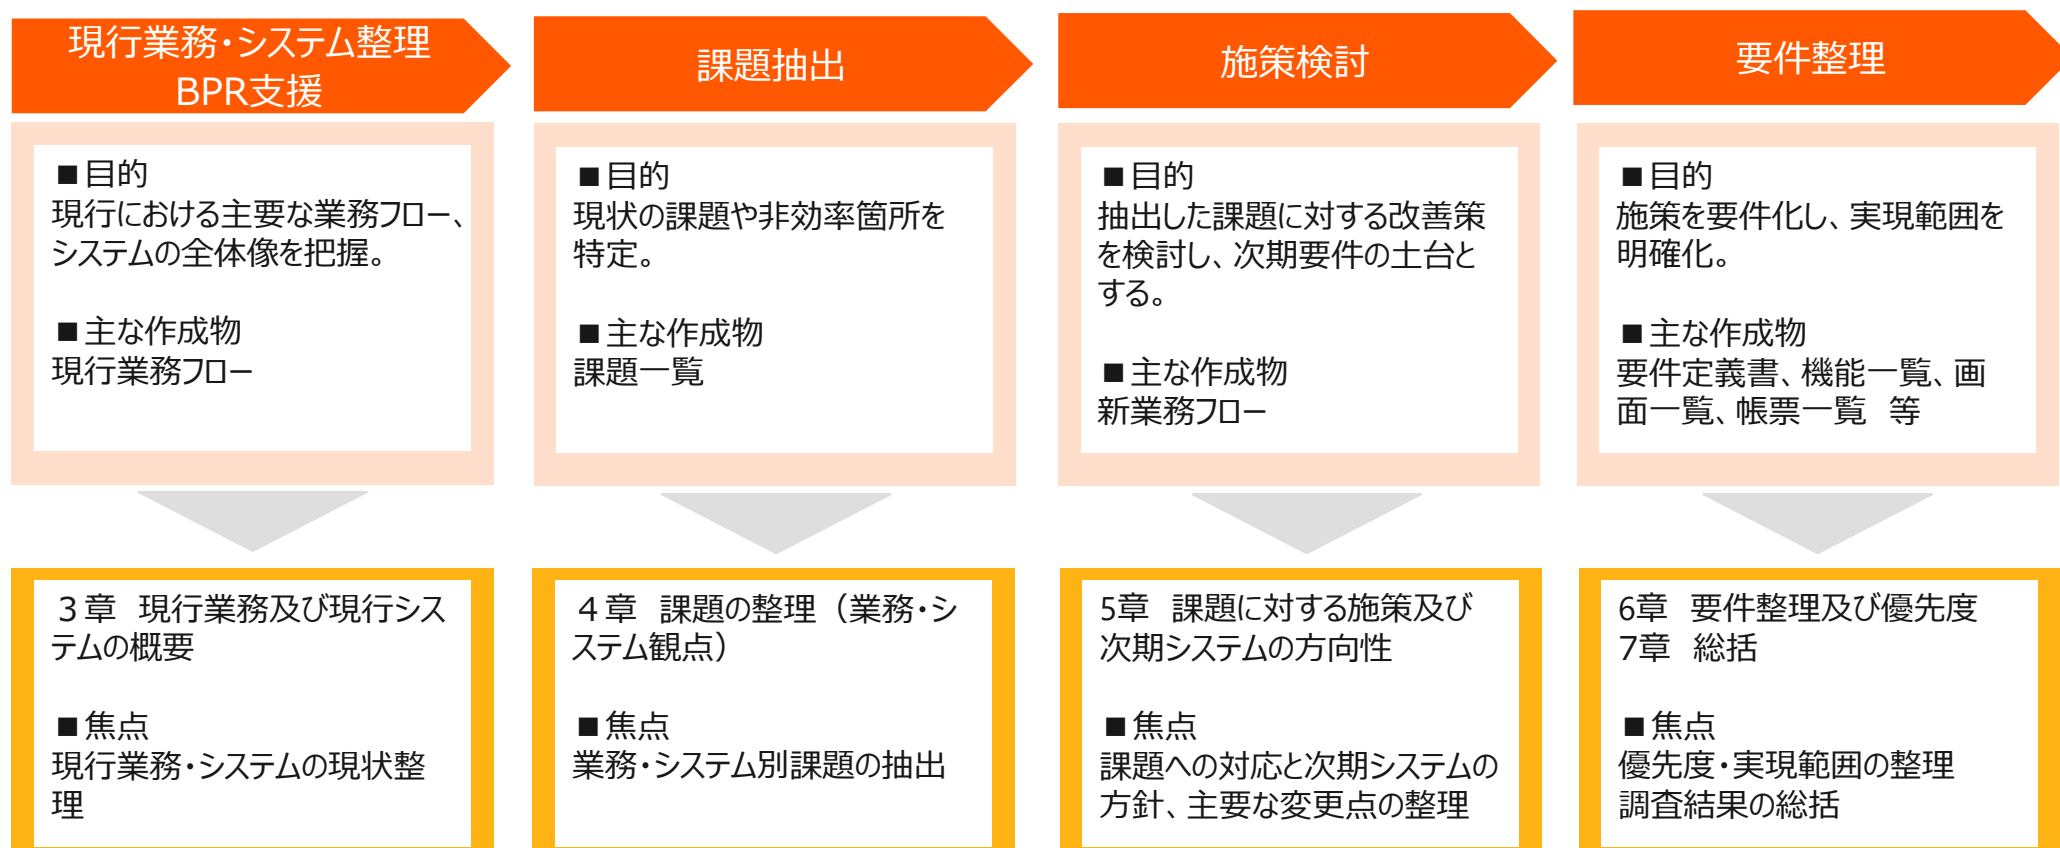 現行業務・システム整理
BPR支援
課題抽出
施策検討
要件整理
■目的
現行における主要な業務フロー、
システムの全体像を把握。
■主な作成物
現行業務フロー
■目的
現状の課題や非効率箇所を
特定。
■主な作成物
課題一覧
■目的
抽出した課題に対する改善策
を検討し、次期要件の土台と
する。
■主な作成物
新業務フロー
■目的
施策を要件化し、実現範囲を
明確化。
■主な作成物
要件定義書、機能一覧、画
面一覧、帳票一覧　等
３章　現行業務及び現行シス
テムの概要
■焦点
現行業務・システムの現状整
理
４章　課題の整理（業務・シ
ステム観点）
■焦点
業務・システム別課題の抽出
5章　課題に対する施策及び
次期システムの方向性
■焦点
課題への対応と次期システムの
方針、主要な変更点の整理
6章　要件整理及び優先度
7章　総括
■焦点
優先度・実現範囲の整理
調査結果の総括